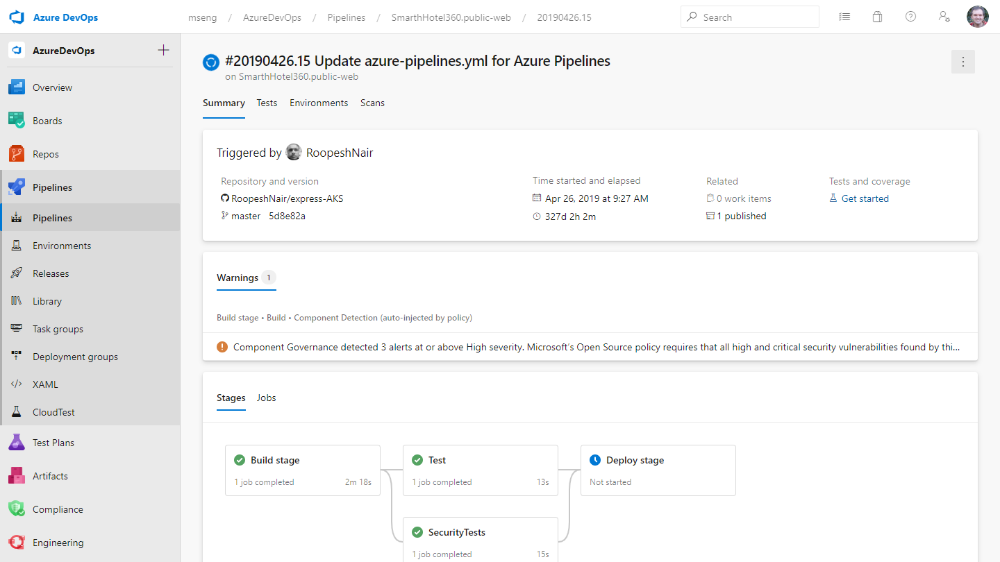 Azure DevOps
mseng / AzureDevOps / Pipelines / SmarthHotel360.public-web / 20190426.15
Search
AzureDevOps
Overview
Boards
Repos
Pipelines
Pipelines
Environments
Releases
Library
Task groups
Deployment groups
XAML
CloudTest
Test Plans
Artifacts
Compliance
Engineering
#20190426.15 Update azure-pipelines.yml for Azure Pipelines
on SmarthHotel360.public-web
Summary Tests Environments Scans
Triggered by RoopeshNair
Repository and version
RoopeshNair/express-AKS
master 5d8e82a
Time started and elapsed
Apr 26, 2019 at 9:27 AM
327d 2h 2m
Related
0 work items
1 published
Tests and coverage
Get started
Warnings 1
Build stage • Build • Component Detection (auto-injected by policy)
Component Governance detected 3 alerts at or above High severity. Microsoft’s Open Source policy requires that all high and critical security vulnerabilities found by thi...
Stages Jobs
Build stage
1 job completed 2m 18s
Test
1 job completed 13s
Deploy stage
Not started
SecurityTests
1 job completed 15s